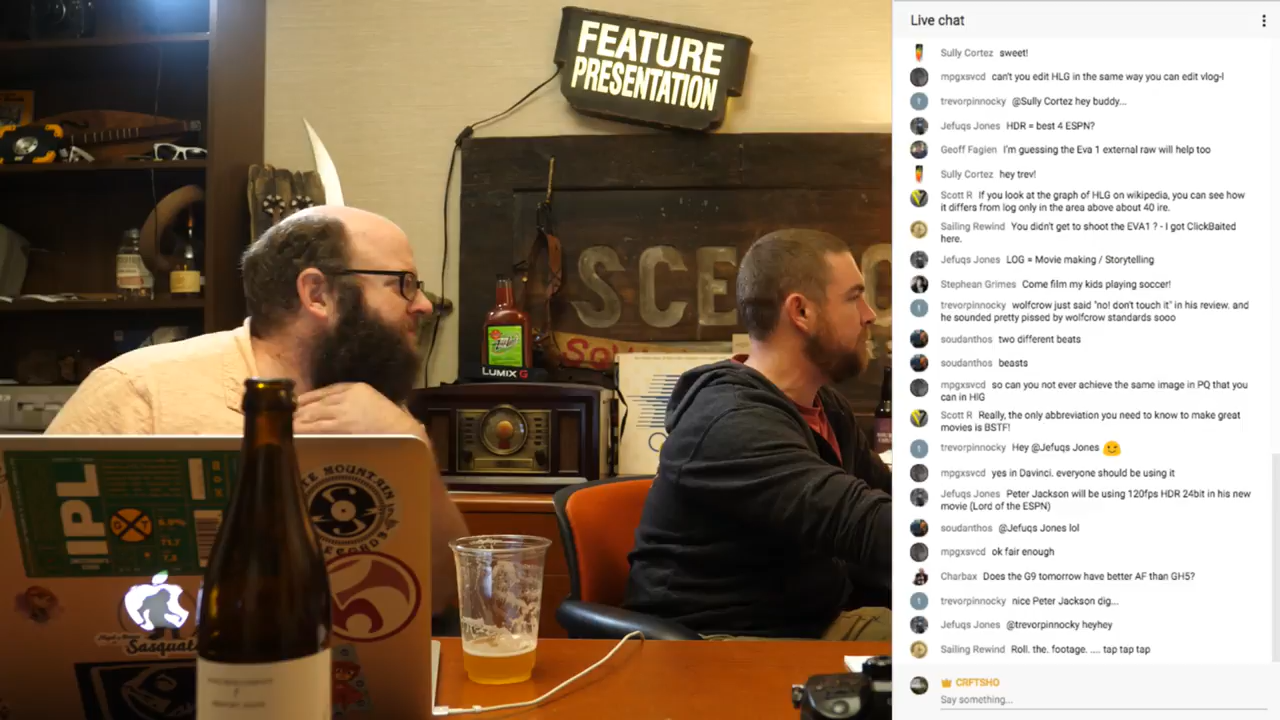 FEATURE
PRESENTATION
SCE
LUMIX G
IPL
MOUNTAIN
RECORDS
Sasquat
Live chat
Sully Cortez sweet!
mpgxsvcd can't you edit HLG in the same way you can edit vlog-l
trevorpinnocky @Sully Cortez hey buddy...
Jefuqs Jones HDR = best 4 ESPN?
Geoff Fagien I'm guessing the Eva 1 external raw will help too
Sully Cortez hey trev!
Scott R If you look at the graph of HLG on wikipedia, you can see how
it differs from log only in the area above about 40 ire.
Sailing Rewind You didn't get to shoot the EVA1 ? - I got ClickBaited
here.
Jefuqs Jones LOG = Movie making / Storytelling
Stephean Grimes Come film my kids playing soccer!
trevorpinnocky wolfcrow just said "no! don't touch it" in his review. and
he sounded pretty pissed by wolfcrow standards sooo
soudanthos two different beats
soudanthos beasts
mpgxsvcd so can you not ever achieve the same image in PQ that you
can in HlG
Scott R Really, the only abbreviation you need to know to make great
movies is BSTF!
trevorpinnocky Hey @Jefuqs Jones 😉
mpgxsvcd yes in Davinci. everyone should be using it
Jefuqs Jones Peter Jackson will be using 120fps HDR 24bit in his new
movie (Lord of the ESPN)
soudanthos @Jefuqs Jones lol
mpgxsvcd ok fair enough
Charbax Does the G9 tomorrow have better AF than GH5?
trevorpinnocky nice Peter Jackson dig...
Jefuqs Jones @trevorpinnocky heyhey
Sailing Rewind Roll. the. footage. .... tap tap tap
CRFTSHO
Say something...